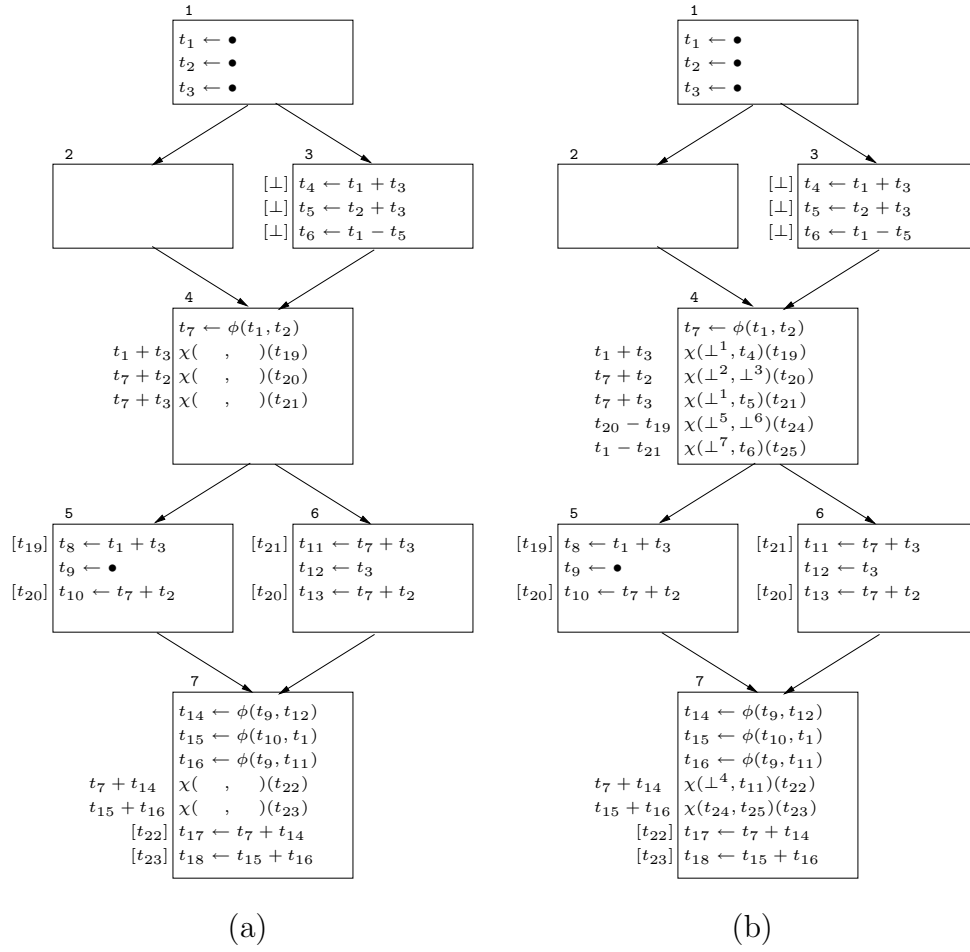 1
t₁ ← •
t₂ ← •
t₃ ← •
2
3
[⊥] t₄ ← t₁ + t₃
[⊥] t₅ ← t₂ + t₃
[⊥] t₆ ← t₁ − t₅
4
t₇ ← ϕ(t₁, t₂)
t₁ + t₃ χ( , )(t₁₉)
t₇ + t₂ χ( , )(t₂₀)
t₇ + t₃ χ( , )(t₂₁)
5
[t₁₉] t₈ ← t₁ + t₃
t₉ ← •
[t₂₀] t₁₀ ← t₇ + t₂
6
[t₂₁] t₁₁ ← t₇ + t₃
t₁₂ ← t₃
[t₂₀] t₁₃ ← t₇ + t₂
7
t₁₄ ← ϕ(t₉, t₁₂)
t₁₅ ← ϕ(t₁₀, t₁)
t₁₆ ← ϕ(t₉, t₁₁)
t₇ + t₁₄ χ( , )(t₂₂)
t₁₅ + t₁₆ χ( , )(t₂₃)
[t₂₂] t₁₇ ← t₇ + t₁₄
[t₂₃] t₁₈ ← t₁₅ + t₁₆
(a)
1
t₁ ← •
t₂ ← •
t₃ ← •
2
3
[⊥] t₄ ← t₁ + t₃
[⊥] t₅ ← t₂ + t₃
[⊥] t₆ ← t₁ − t₅
4
t₇ ← ϕ(t₁, t₂)
t₁ + t₃ χ(⊥¹, t₄)(t₁₉)
t₇ + t₂ χ(⊥², ⊥³)(t₂₀)
t₇ + t₃ χ(⊥¹, t₅)(t₂₁)
t₂₀ − t₁₉ χ(⊥⁵, ⊥⁶)(t₂₄)
t₁ − t₂₁ χ(⊥⁷, t₆)(t₂₅)
5
[t₁₉] t₈ ← t₁ + t₃
t₉ ← •
[t₂₀] t₁₀ ← t₇ + t₂
6
[t₂₁] t₁₁ ← t₇ + t₃
t₁₂ ← t₃
[t₂₀] t₁₃ ← t₇ + t₂
7
t₁₄ ← ϕ(t₉, t₁₂)
t₁₅ ← ϕ(t₁₀, t₁)
t₁₆ ← ϕ(t₉, t₁₁)
t₇ + t₁₄ χ(⊥⁴, t₁₁)(t₂₂)
t₁₅ + t₁₆ χ(t₂₄, t₂₅)(t₂₃)
[t₂₂] t₁₇ ← t₇ + t₁₄
[t₂₃] t₁₈ ← t₁₅ + t₁₆
(b)